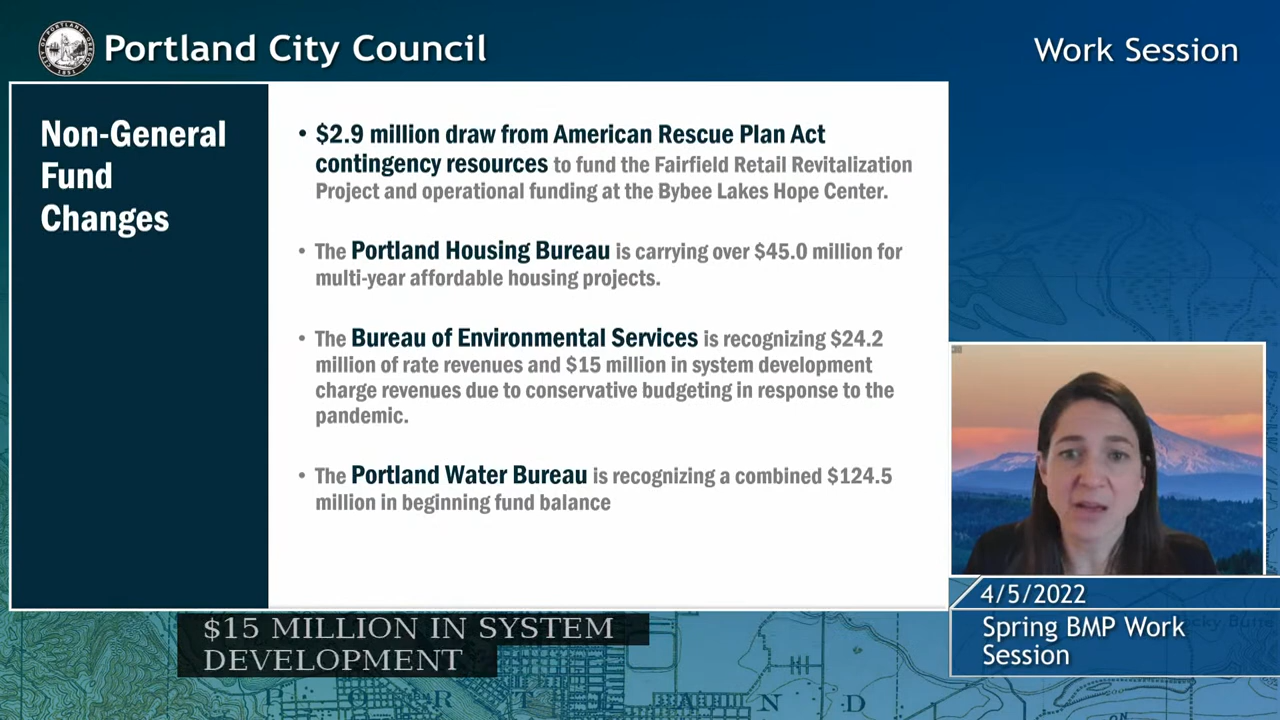 Portland City Council
Work Session
Non-General
Fund
Changes
• $2.9 million draw from American Rescue Plan Act
contingency resources to fund the Fairfield Retail Revitalization
Project and operational funding at the Bybee Lakes Hope Center.
• The Portland Housing Bureau is carrying over $45.0 million for
multi-year affordable housing projects.
• The Bureau of Environmental Services is recognizing $24.2
million of rate revenues and $15 million in system development
charge revenues due to conservative budgeting in response to the
pandemic.
• The Portland Water Bureau is recognizing a combined $124.5
million in beginning fund balance
4/5/2022
Spring BMP Work
Session
$15 MILLION IN SYSTEM
DEVELOPMENT